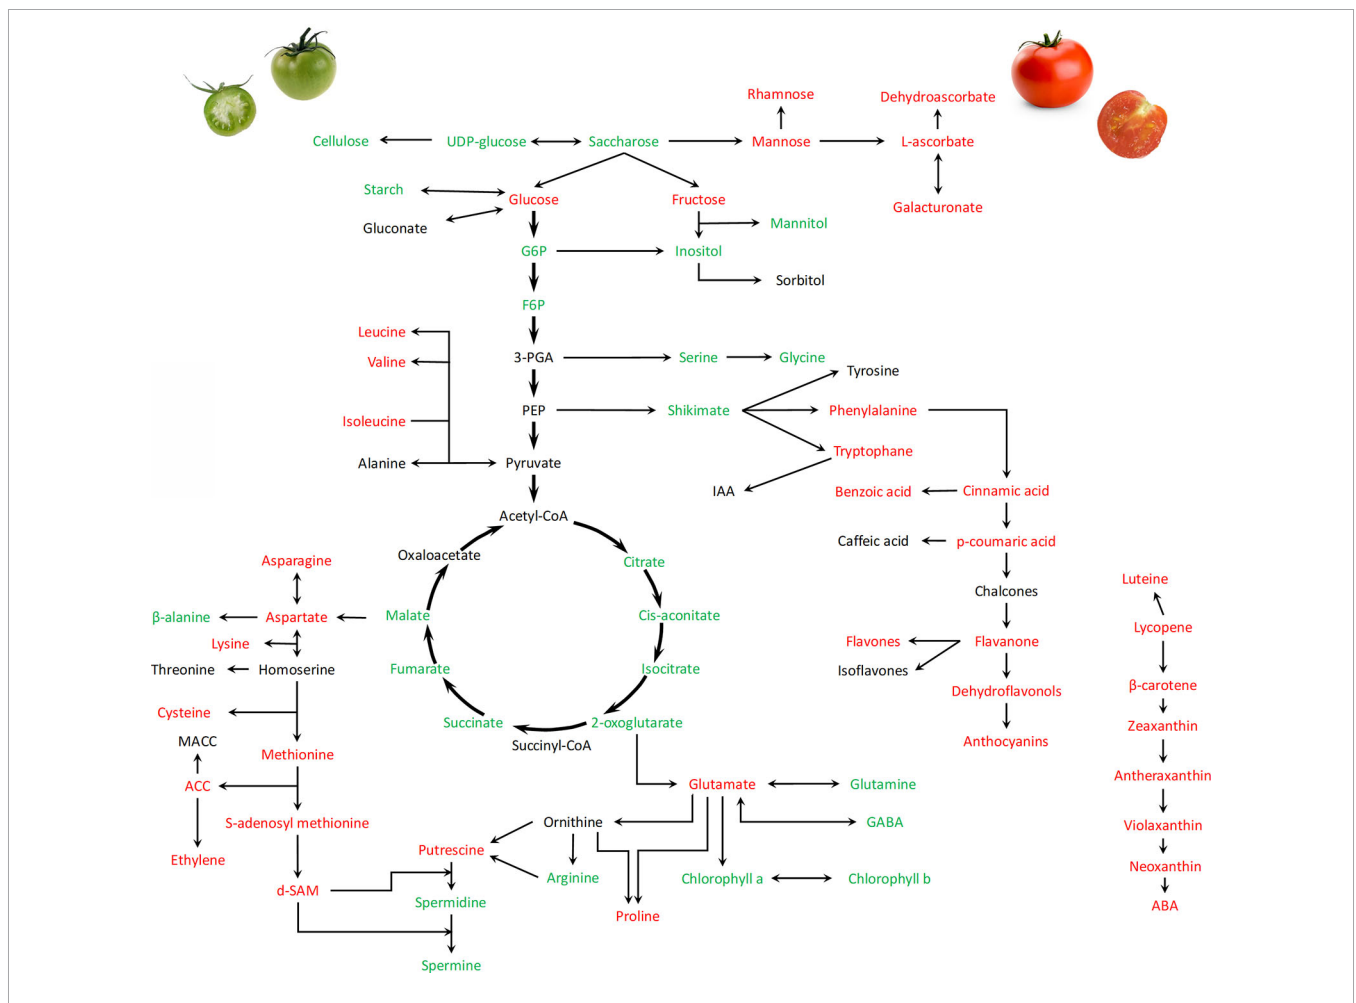 Rhamnose
Dehydroascorbate
Cellulose
UDP-glucose
Saccharose
Mannose
L-ascorbate
Starch
Glucose
Fructose
Galacturonate
Gluconate
Mannitol
G6P
Inositol
Sorbitol
F6P
Leucine
Valine
3-PGA
Serine
Glycine
Tyrosine
Isoleucine
PEP
Shikimate
Phenylalanine
Tryptophane
Alanine
Pyruvate
IAA
Benzoic acid
Cinnamic acid
Acetyl-CoA
Caffeic acid
p-coumaric acid
Oxaloacetate
Citrate
Asparagine
Chalcones
Luteine
β-alanine
Aspartate
Malate
Cis-aconitate
Lycopene
Lysine
Flavones
Flavanone
Threonine
Homoserine
Fumarate
Isocitrate
Isoflavones
β-carotene
Dehydroflavonols
Cysteine
Succinate
2-oxoglutarate
Zeaxanthin
MACC
Succinyl-CoA
Anthocyanins
Methionine
Antheraxanthin
ACC
Glutamate
Glutamine
S-adenosyl methionine
Ornithine
GABA
Violaxanthin
Ethylene
Putrescine
Neoxanthin
d-SAM
Arginine
Chlorophyll a
Chlorophyll b
Spermidine
Proline
ABA
Spermine